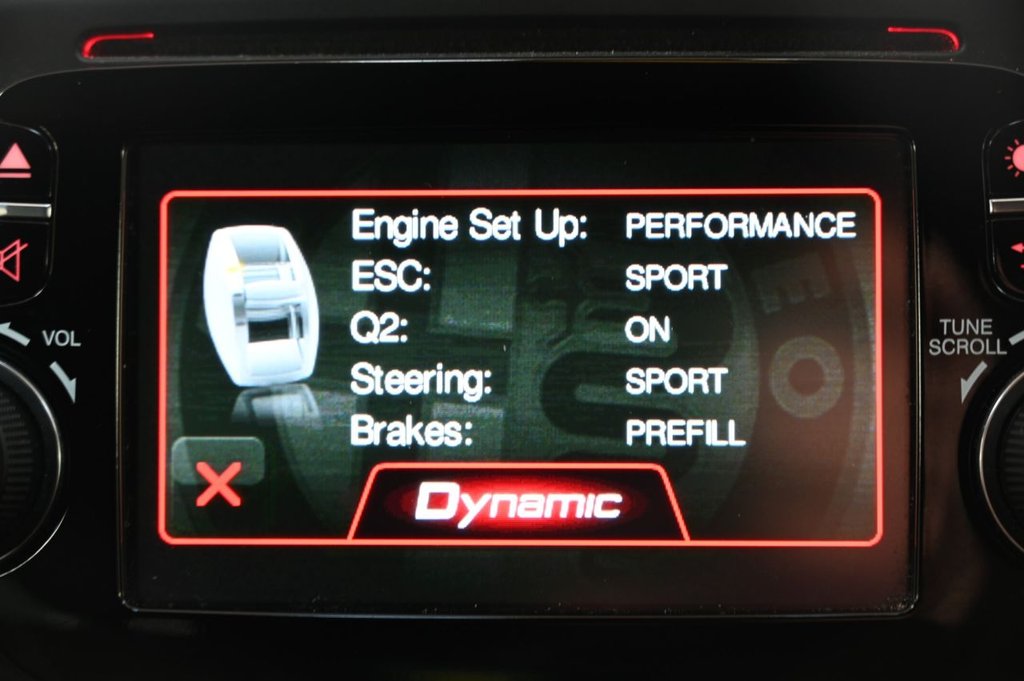 Engine Set Up: PERFORMANCE
ESC: SPORT
Q2: ON
Steering: SPORT
Brakes: PREFILL
Dynamic
VOL
TUNE
SCROLL